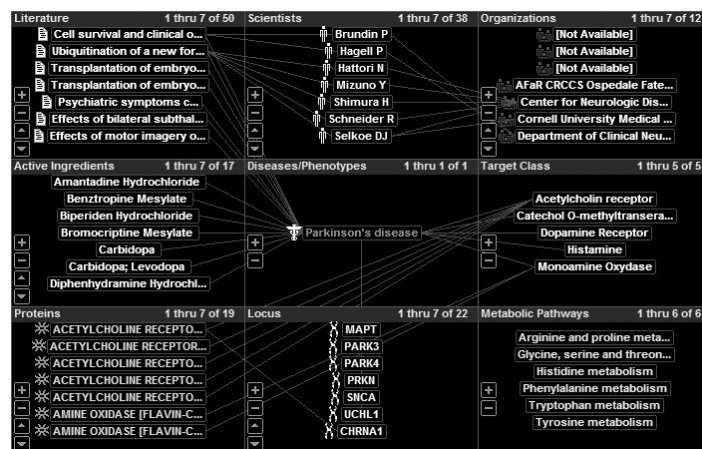 Literature 1 thru 7 of 50
Cell survival and clinical o...
Ubiquitination of a new for...
Transplantation of embryo...
Transplantation of embryo...
Psychiatric symptoms c...
Effects of bilateral subthal...
Effects of motor imagery o...
Scientists 1 thru 7 of 38
Brundin P
Hagell P
Hattori N
Mizuno Y
Shimura H
Schneider R
Selkoe DJ
Organizations 1 thru 7 of 12
[Not Available]
[Not Available]
[Not Available]
AFaR CRCCS Ospedale Fate...
Center for Neurologic Dis...
Cornell University Medical ...
Department of Clinical Neu...
Active Ingredients 1 thru 7 of 17
Amantadine Hydrochloride
Benztropine Mesylate
Biperiden Hydrochloride
Bromocriptine Mesylate
Carbidopa
Carbidopa; Levodopa
Diphenhydramine Hydrochl...
Diseases/Phenotypes 1 thru 1 of 1
Parkinson's disease
Target Class 1 thru 5 of 5
Acetylcholin receptor
Catechol O-methyltransera...
Dopamine Receptor
Histamine
Monoamine Oxydase
Proteins 1 thru 7 of 19
ACETYLCHOLINE RECEPTO...
ACETYLCHOLINE RECEPTOR...
ACETYLCHOLINE RECEPTO...
ACETYLCHOLINE RECEPTO...
ACETYLCHOLINE RECEPTO...
AMINE OXIDASE [FLAVIN-C...
AMINE OXIDASE [FLAVIN-C...
Locus 1 thru 7 of 22
MAPT
PARK3
PARK4
PRKN
SNCA
UCHL1
CHRNA1
Metabolic Pathways 1 thru 6 of 6
Arginine and proline meta...
Glycine, serine and threon...
Histidine metabolism
Phenylalanine metabolism
Tryptophan metabolism
Tyrosine metabolism